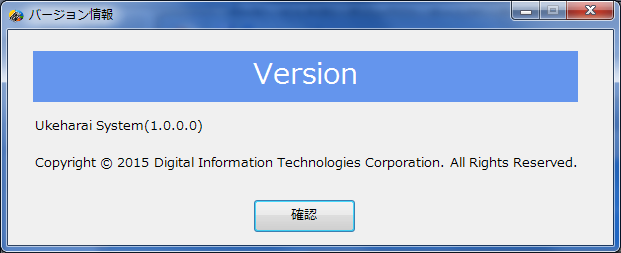 バージョン情報
Version
Ukeharai System(1.0.0.0)
Copyright © 2015 Digital Information Technologies Corporation. All Rights Reserved.
確認